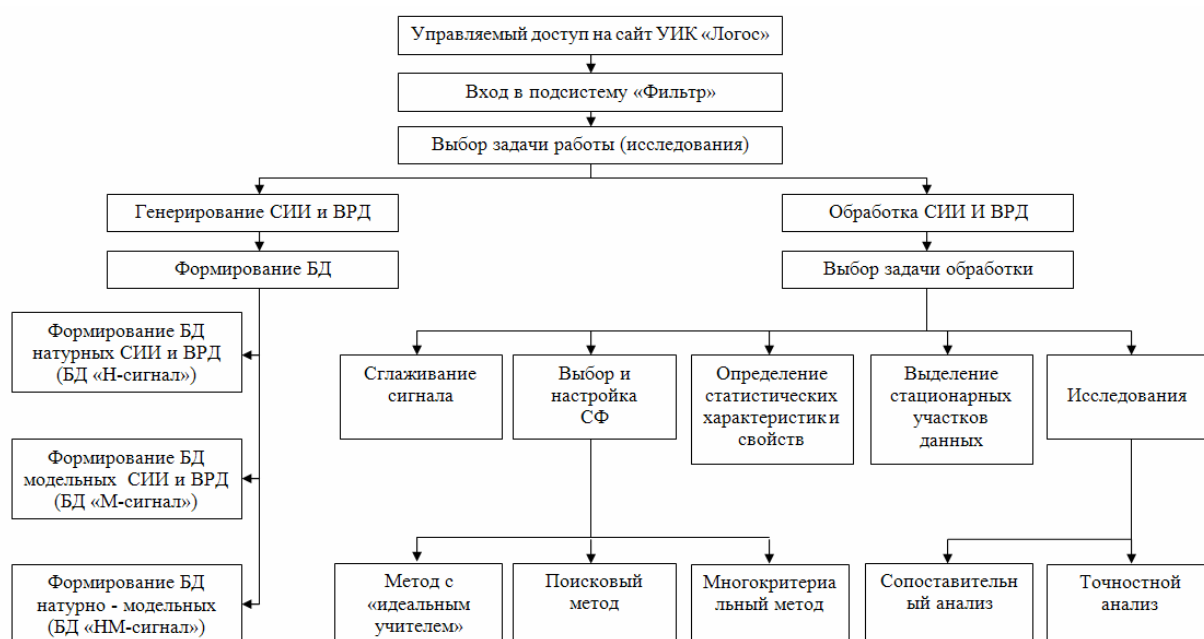 Управляемый доступ на сайт УИК «Логос»
Вход в подсистему «Фильтр»
Выбор задачи работы (исследования)
Генерирование СИИ и ВРД
Обработка СИИ И ВРД
Формирование БД
Выбор задачи обработки
Формирование БД
натурных СИИ и ВРД
(БД «Н-сигнал»)
Сглаживание
сигнала
Выбор и
настройка
СФ
Определение
статистических
характеристик и
свойств
Выделение
стационарных
участков
данных
Исследования
Формирование БД
модельных СИИ и ВРД
(БД «М-сигнал»)
Формирование БД
натурно - модельных
(БД «НМ-сигнал»)
Метод с
«идеальным
учителем»
Поисковый
метод
Многокритериа
льный метод
Сопоставительн
ый анализ
Точностной
анализ